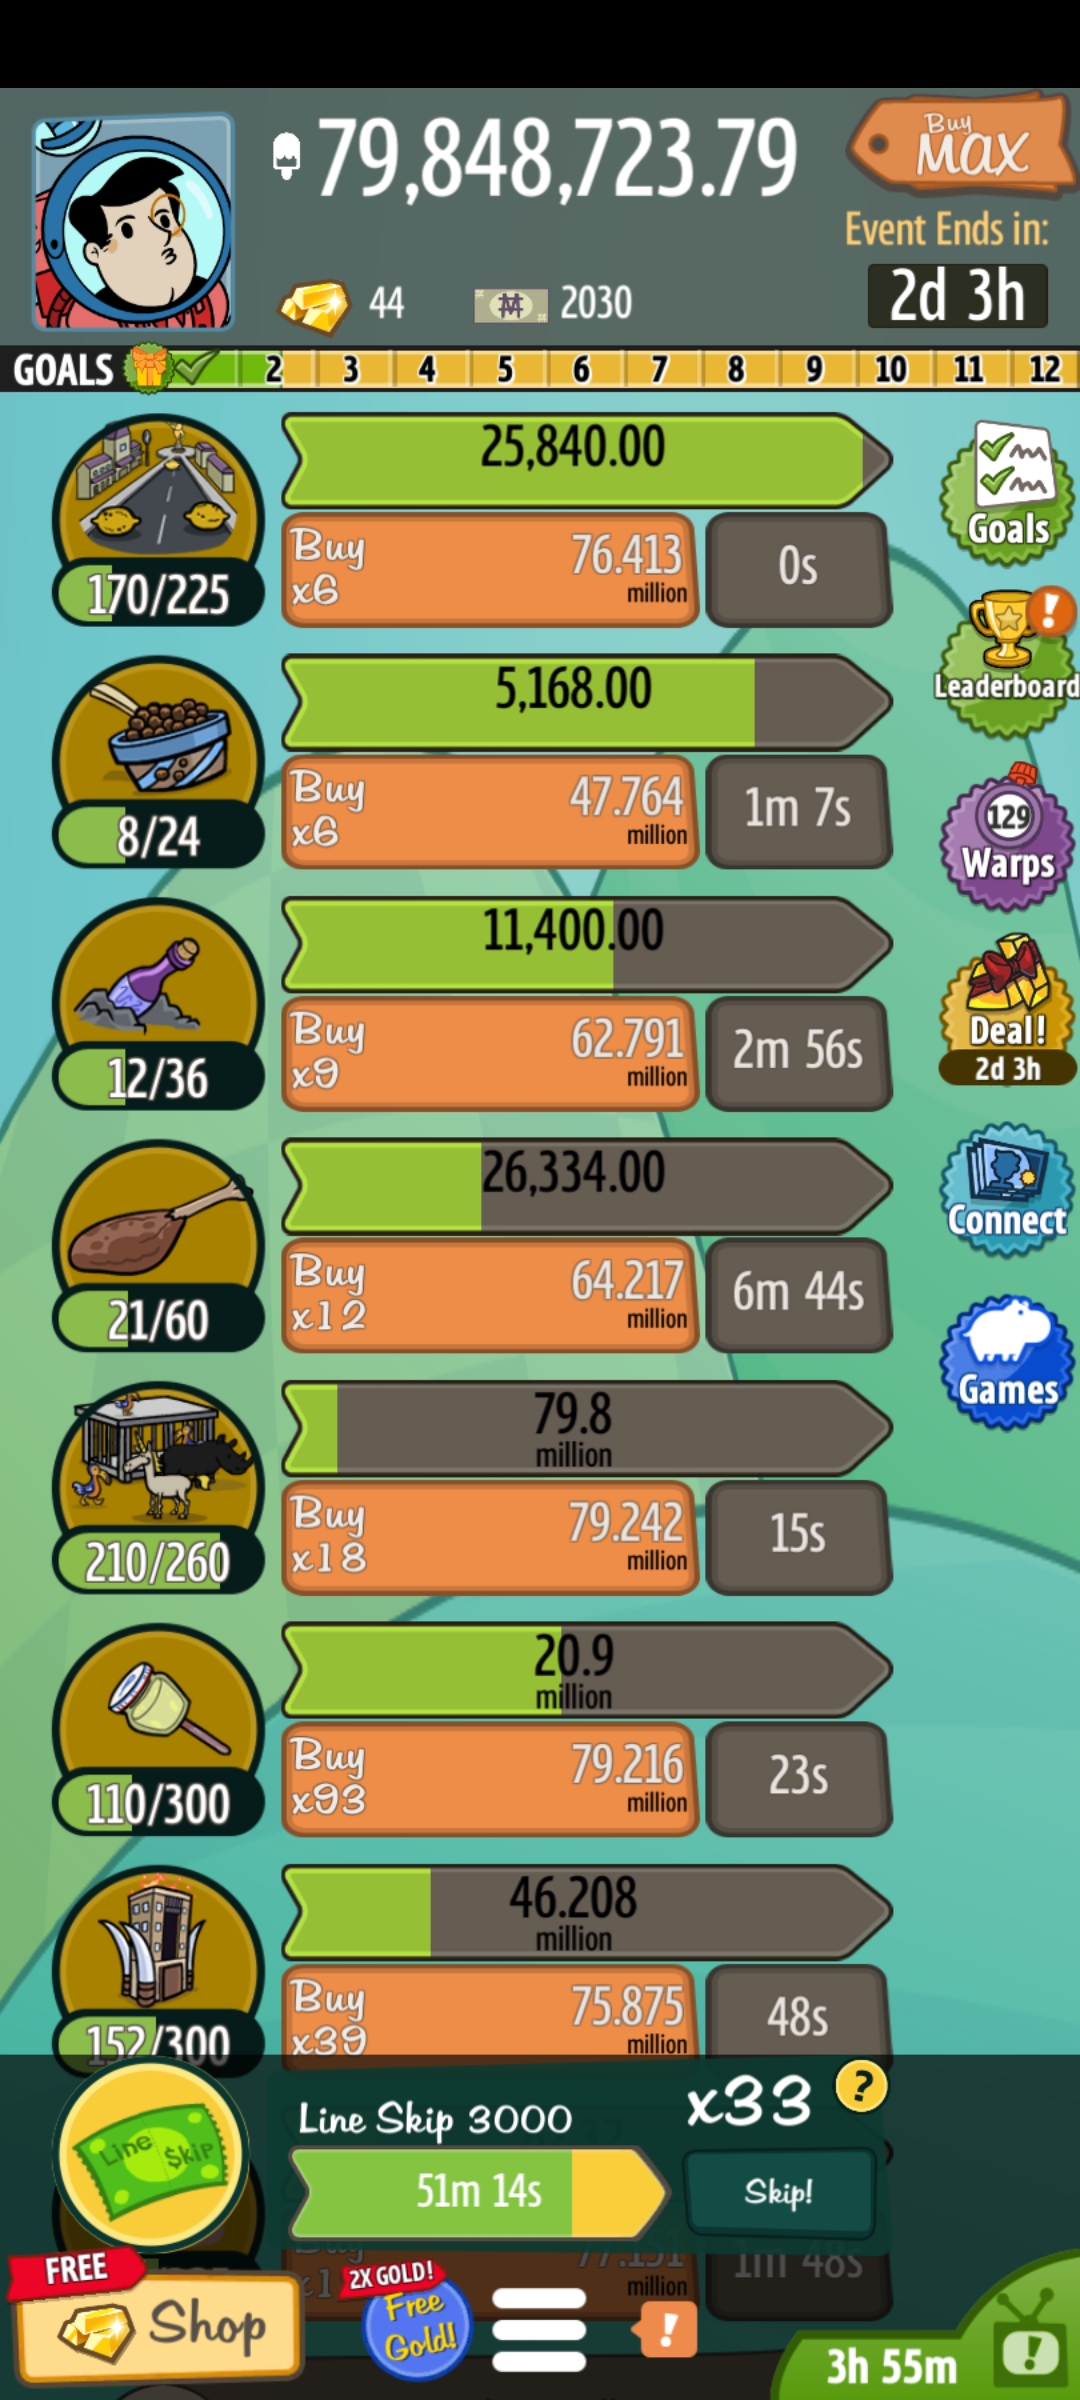 79,848,723.79
Buy
MAX
Event Ends in:
2d 3h
44
2030
GOALS 2 3 4 5 6 7 8 9 10 11 12
25,840.00
Buy
x6
76.413
million
0s
170/225
Goals
5,168.00
Buy
x6
47.764
million
1m 7s
8/24
Leaderboard
11,400.00
Buy
x9
62.791
million
2m 56s
12/36
129
Warps
26,334.00
Buy
x12
64.217
million
6m 44s
21/60
Deal!
2d 3h
79.8
million
Buy
x18
79.242
million
15s
210/260
Connect
Games
20.9
million
Buy
x93
79.216
million
23s
110/300
46.208
million
Buy
x39
75.875
million
48s
152/300
Line Skip
Line Skip 3000
x33
?
51m 14s
Skip!
Buy
77.151
million
1m 48s
FREE
Shop
2X GOLD!
Free
Gold!
!
3h 55m